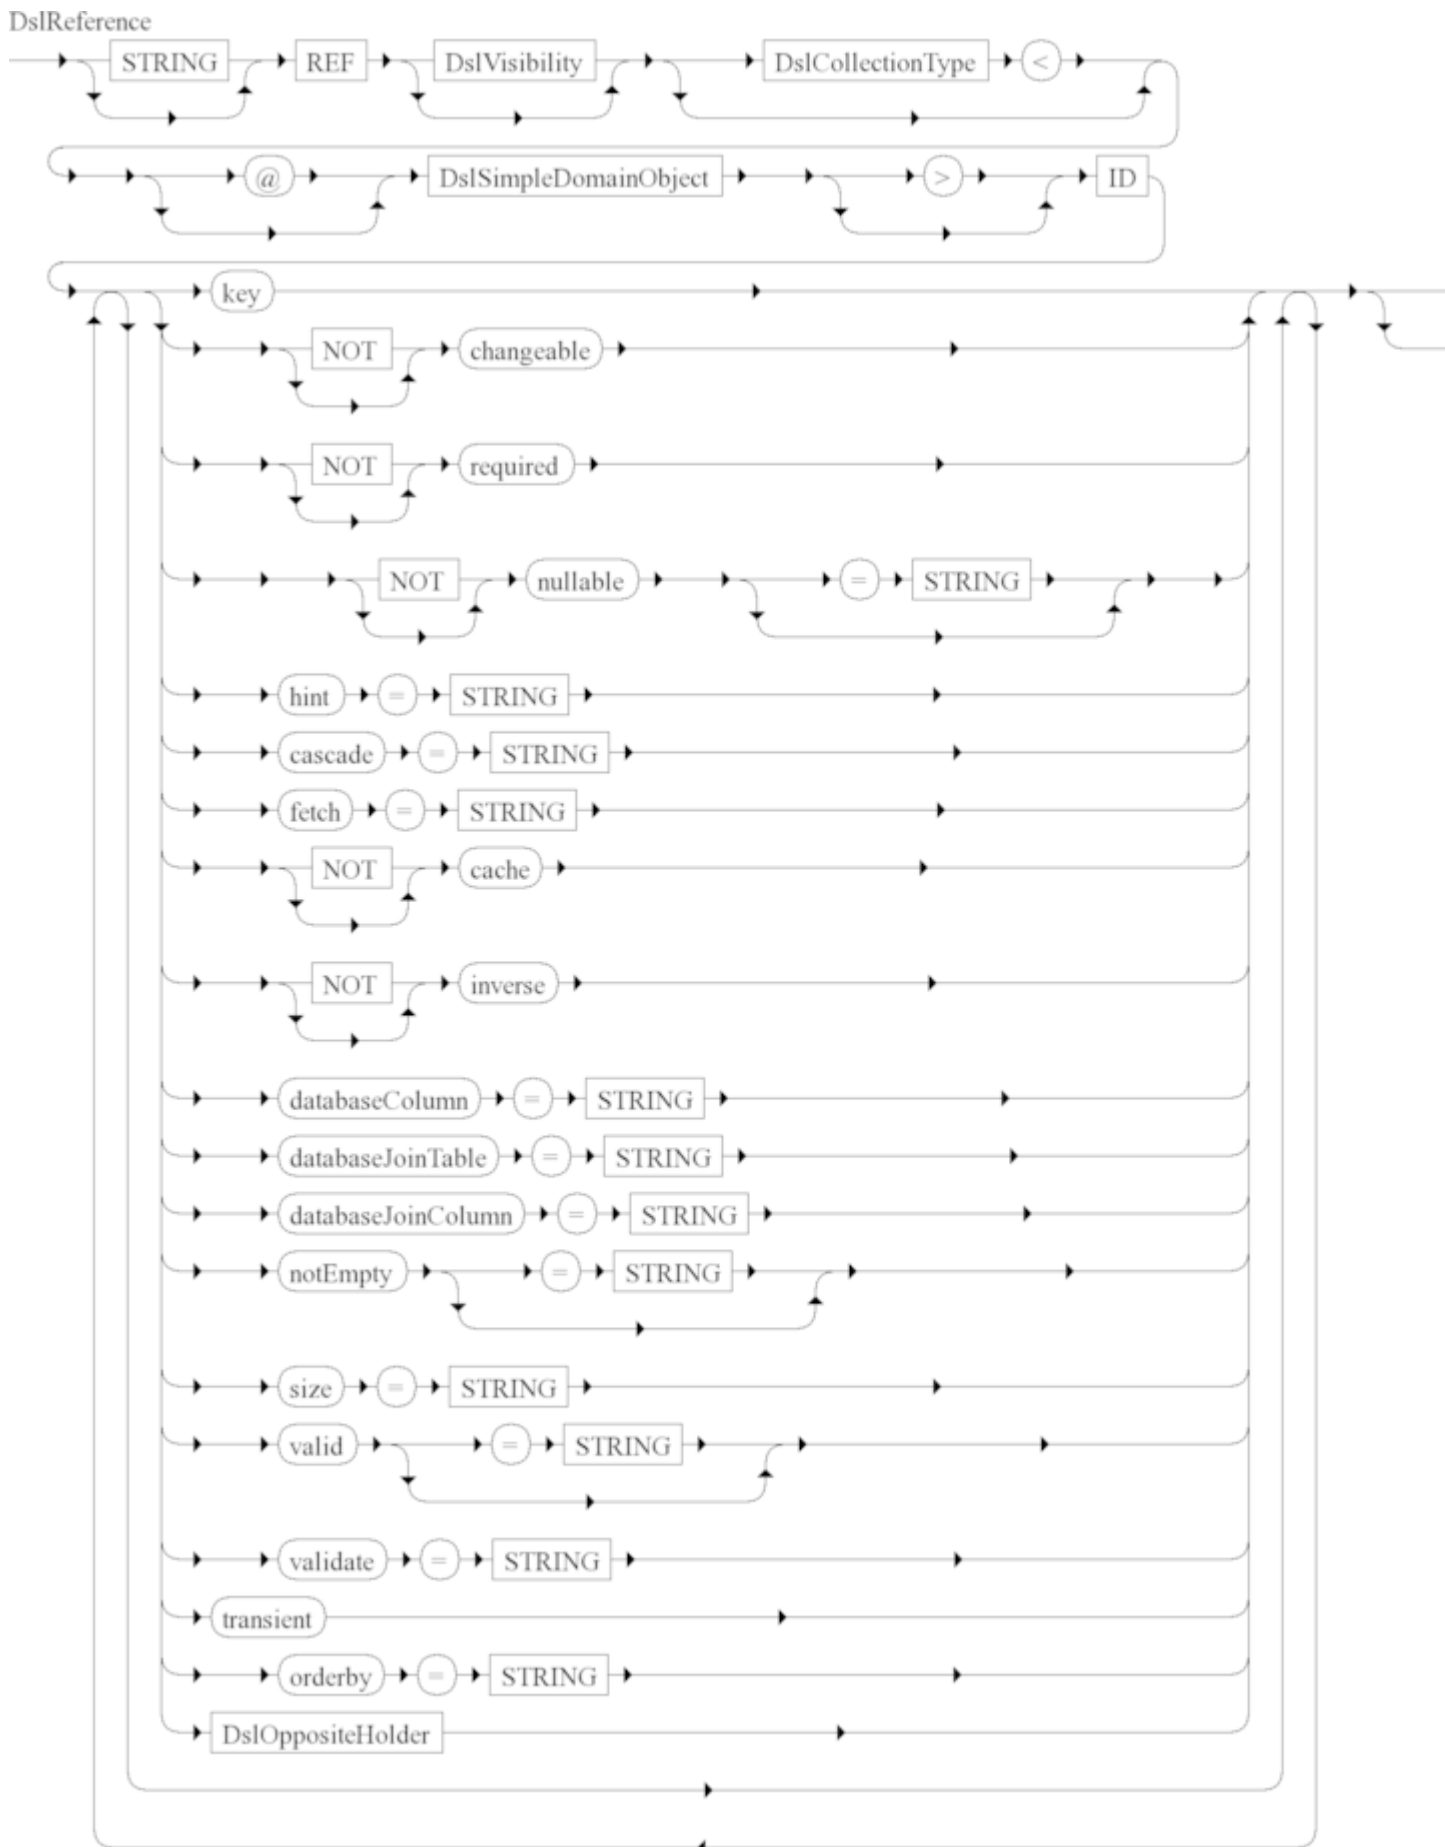 DslReference
STRING REF DslVisibility DslCollectionType <
@ DslSimpleDomainObject > ID
key
NOT changeable
NOT required
NOT nullable = STRING
hint = STRING
cascade = STRING
fetch = STRING
NOT cache
NOT inverse
databaseColumn = STRING
databaseJoinTable = STRING
databaseJoinColumn = STRING
notEmpty = STRING
size = STRING
valid = STRING
validate = STRING
transient
orderby = STRING
DslOppositeHolder